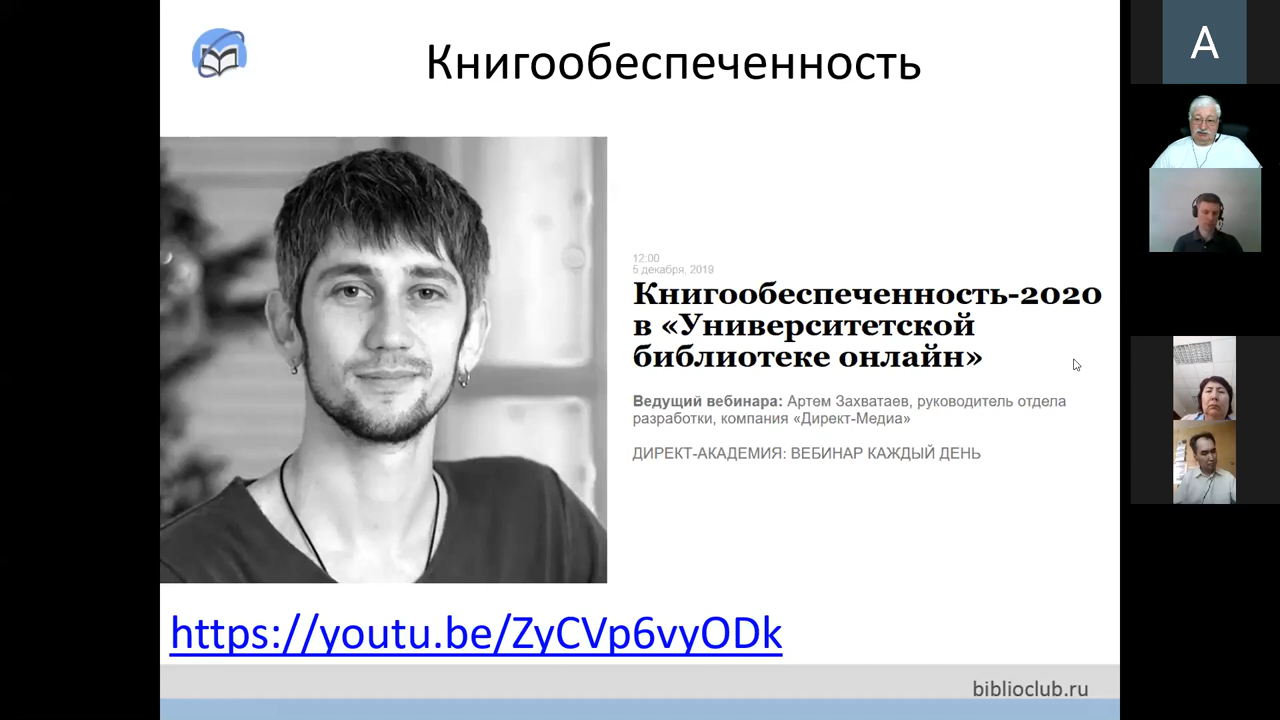 Книгообеспеченность
12:00
5 декабря, 2019
Книгообеспеченность-2020
в «Университетской
библиотеке онлайн»
Ведущий вебинара: Артем Захватаев, руководитель отдела
разработки, компания «Директ-Медиа»
ДИРЕКТ-АКАДЕМИЯ: ВЕБИНАР КАЖДЫЙ ДЕНЬ
https://youtu.be/ZyCVp6vyODk
biblioclub.ru
A